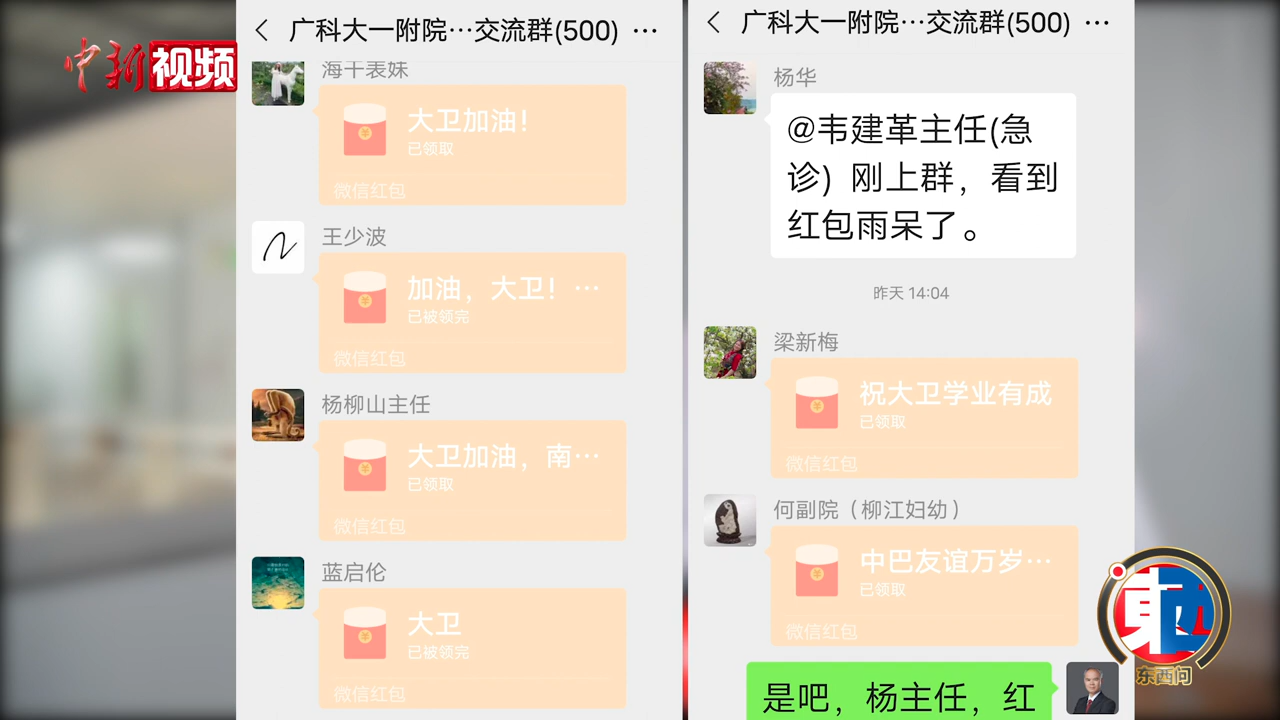 中新视频
广科大一附院…交流群(500)
海干表妹
大卫加油！
已领取
微信红包
王少波
加油，大卫！…
已被领完
微信红包
杨柳山主任
大卫加油，南…
已领取
微信红包
蓝启伦
大卫
已被领完
微信红包
广科大一附院…交流群(500)
杨华
@韦建革主任(急
诊) 刚上群，看到
红包雨呆了。
昨天 14:04
梁新梅
祝大卫学业有成
已领取
微信红包
何副院（柳江妇幼）
中巴友谊万岁…
已领取
微信红包
是吧，杨主任，红
东西问